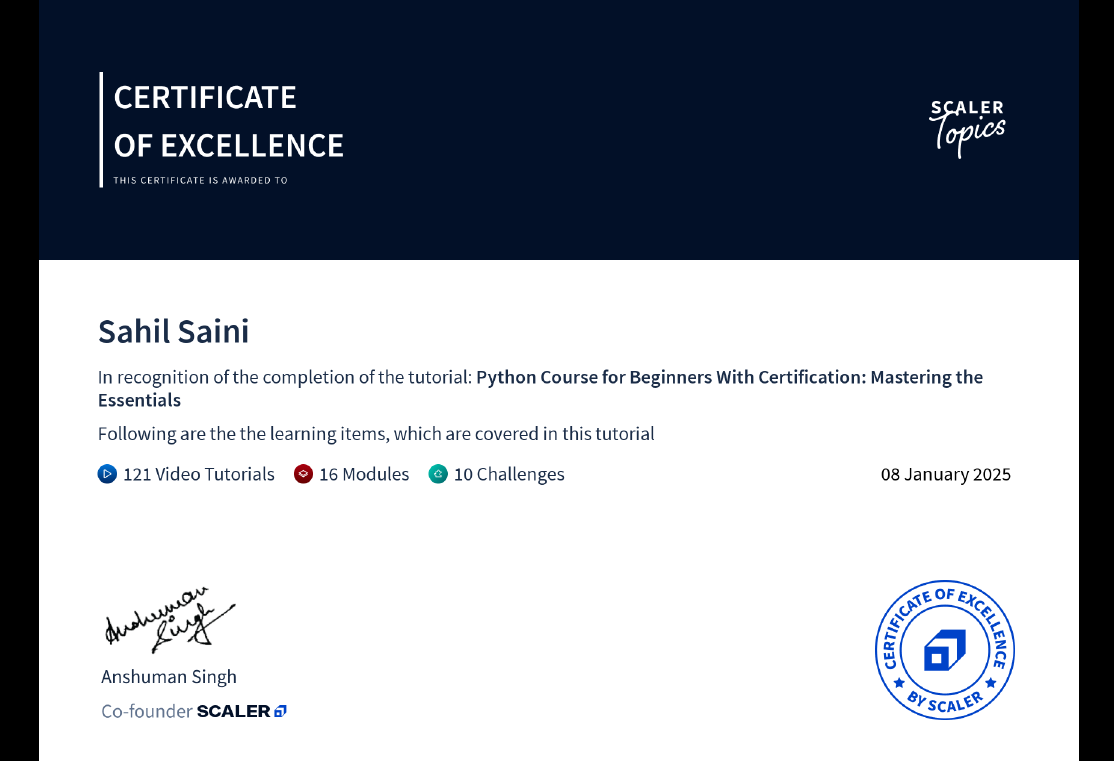 CERTIFICATE
OF EXCELLENCE
THIS CERTIFICATE IS AWARDED TO
SCALER
Topics
Sahil Saini
In recognition of the completion of the tutorial: Python Course for Beginners With Certification: Mastering the
Essentials
Following are the the learning items, which are covered in this tutorial
121 Video Tutorials 16 Modules 10 Challenges 08 January 2025
Anshuman
Singh
Anshuman Singh
Co-founder SCALER
CERTIFICATE OF EXCELLENCE
BY SCALER